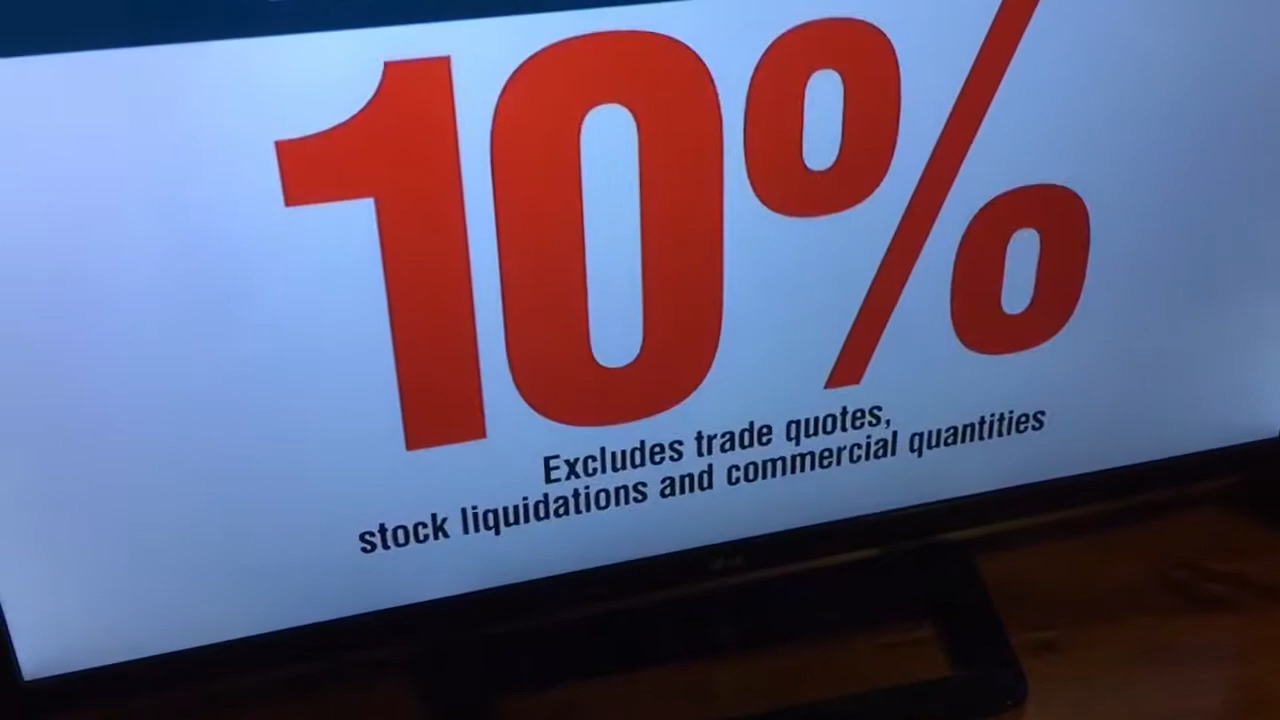 10%
Excludes trade quotes,
stock liquidations and commercial quantities